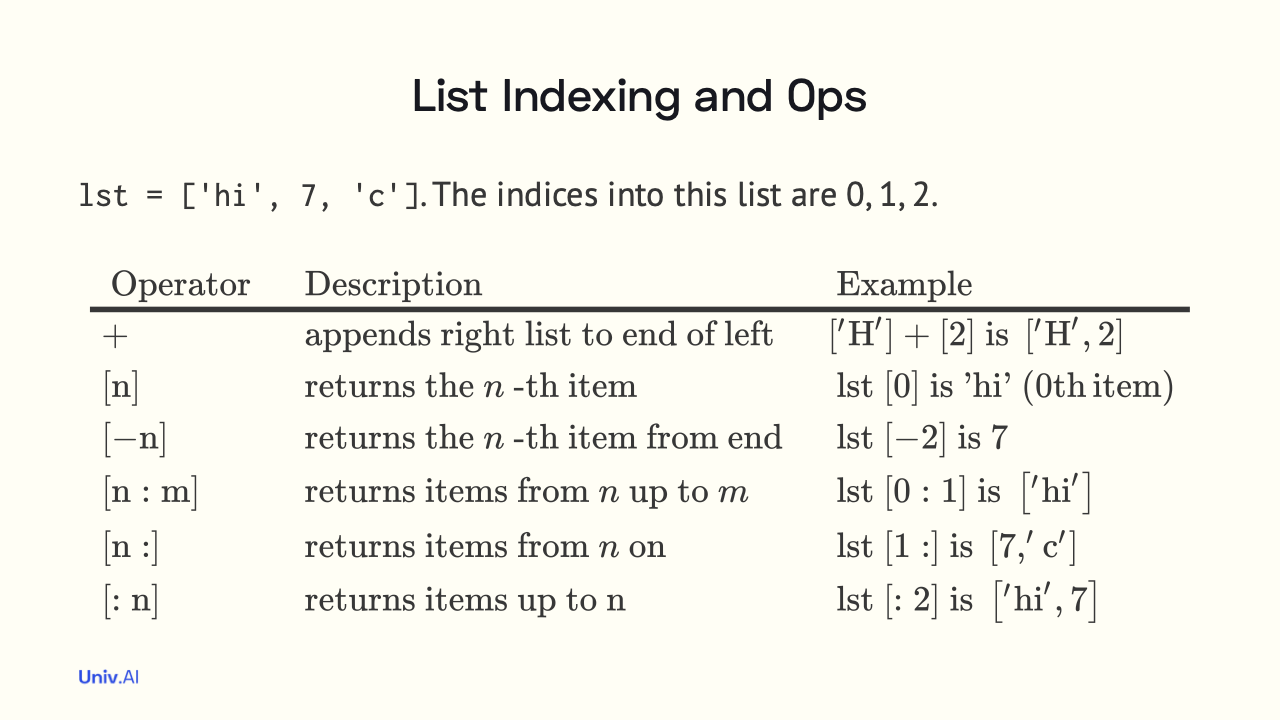 List Indexing and Ops
lst = ['hi', 7, 'c']. The indices into this list are 0, 1, 2.
Operator Description Example
+ appends right list to end of left ['H'] + [2] is ['H', 2]
[n] returns the n -th item lst [0] is ’hi’ (0th item)
[−n] returns the n -th item from end lst [−2] is 7
[n : m] returns items from n up to m lst [0 : 1] is ['hi']
[n :] returns items from n on lst [1 :] is [7,' c']
[: n] returns items up to n lst [: 2] is ['hi', 7]
Univ.AI